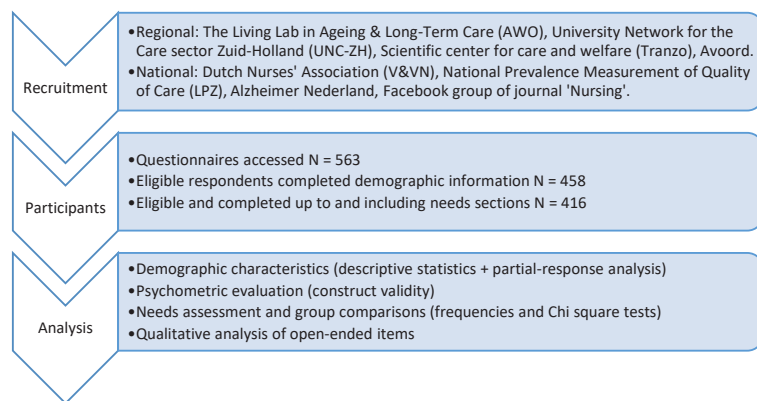 Recruitment
•Regional: The Living Lab in Ageing & Long-Term Care (AWO), University Network for the
Care sector Zuid-Holland (UNC-ZH), Scientific center for care and welfare (Tranzo), Avoord.
•National: Dutch Nurses' Association (V&VN), National Prevalence Measurement of Quality
of Care (LPZ), Alzheimer Nederland, Facebook group of journal 'Nursing'.
Participants
•Questionnaires accessed N = 563
•Eligible respondents completed demographic information N = 458
•Eligible and completed up to and including needs sections N = 416
Analysis
•Demographic characteristics (descriptive statistics + partial-response analysis)
•Psychometric evaluation (construct validity)
•Needs assessment and group comparisons (frequencies and Chi square tests)
•Qualitative analysis of open-ended items